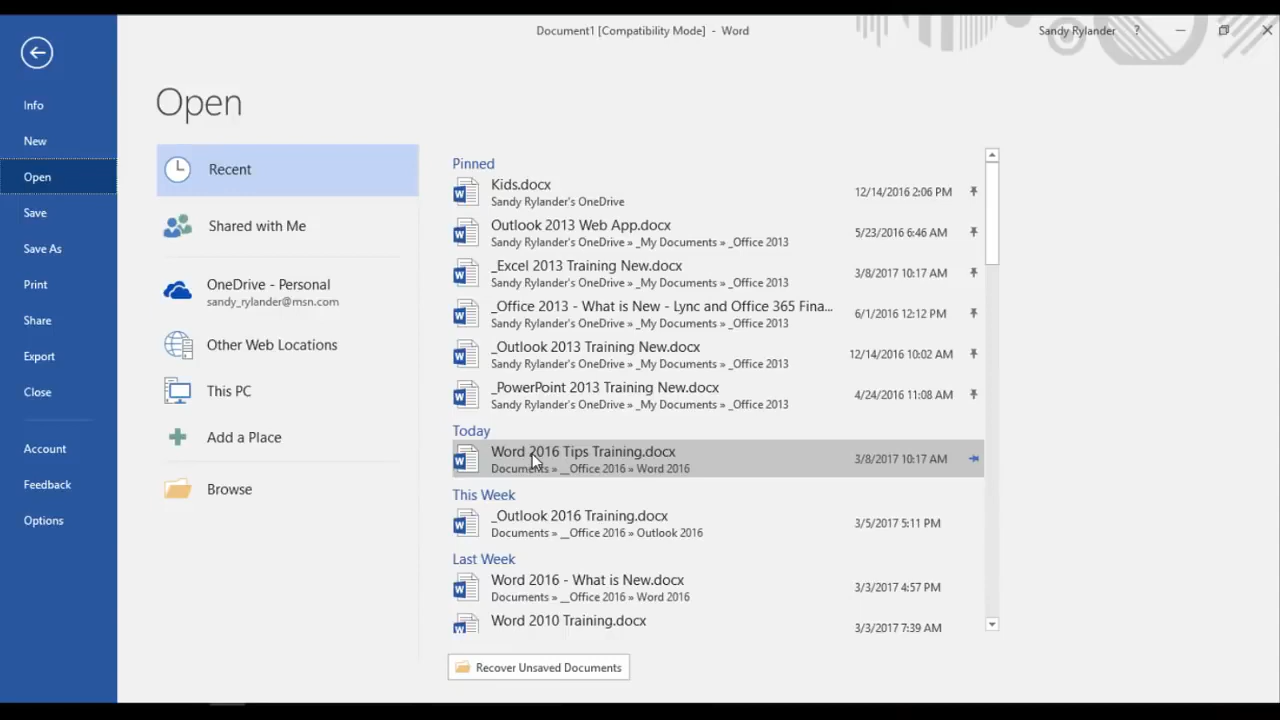 Document1 [Compatibility Mode] - Word
Sandy Rylander
?
Info
New
Open
Save
Save As
Print
Share
Export
Close
Account
Feedback
Options
Open
Recent
Shared with Me
OneDrive - Personal
sandy_rylander@msn.com
Other Web Locations
This PC
Add a Place
Browse
Pinned
Kids.docx
Sandy Rylander's OneDrive
12/14/2016 2:06 PM
Outlook 2013 Web App.docx
Sandy Rylander's OneDrive » _My Documents » _Office 2013
5/23/2016 6:46 AM
_Excel 2013 Training New.docx
Sandy Rylander's OneDrive » _My Documents » _Office 2013
3/8/2017 10:17 AM
_Office 2013 - What is New - Lync and Office 365 Fina...
Sandy Rylander's OneDrive » _My Documents » _Office 2013
6/1/2016 12:12 PM
_Outlook 2013 Training New.docx
Sandy Rylander's OneDrive » _My Documents » _Office 2013
12/14/2016 10:02 AM
_PowerPoint 2013 Training New.docx
Sandy Rylander's OneDrive » _My Documents » _Office 2013
4/24/2016 11:08 AM
Today
Word 2016 Tips Training.docx
Documents » __Office 2016 » Word 2016
3/8/2017 10:17 AM
This Week
_Outlook 2016 Training.docx
Documents » __Office 2016 » Outlook 2016
3/5/2017 5:11 PM
Last Week
Word 2016 - What is New.docx
Documents » __Office 2016 » Word 2016
3/3/2017 4:57 PM
Word 2010 Training.docx
3/3/2017 7:39 AM
Recover Unsaved Documents